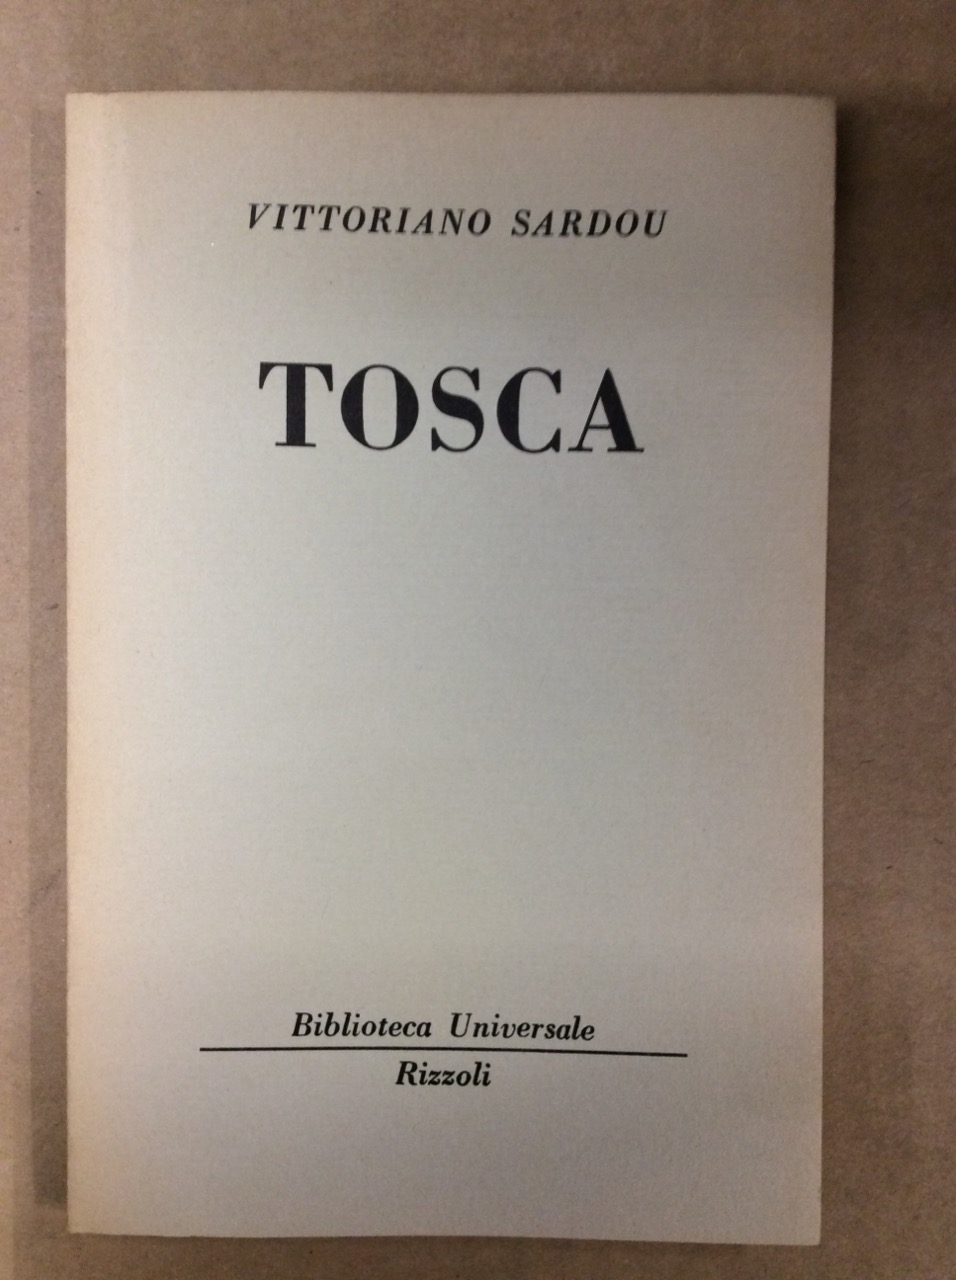 VITTORIANO SARDOU
TOSCA
Biblioteca Universale
Rizzoli